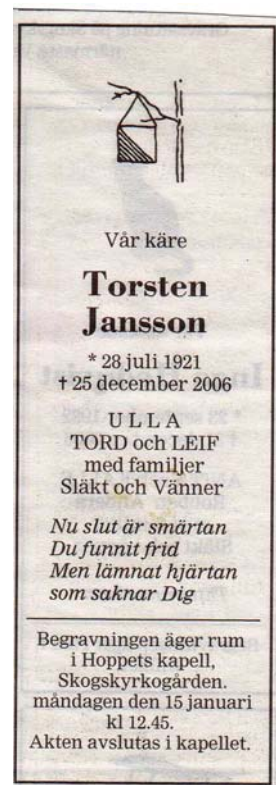 Vår käre
Torsten
Jansson
* 28 juli 1921
† 25 december 2006
ULLA
TORD och LEIF
med familjer
Släkt och Vänner
Nu slut är smärtan
Du funnit frid
Men lämnat hjärtan
som saknar Dig
Begravningen äger rum
i Hoppets kapell,
Skogskyrkogården.
måndagen den 15 januari
kl 12.45.
Akten avslutas i kapellet.